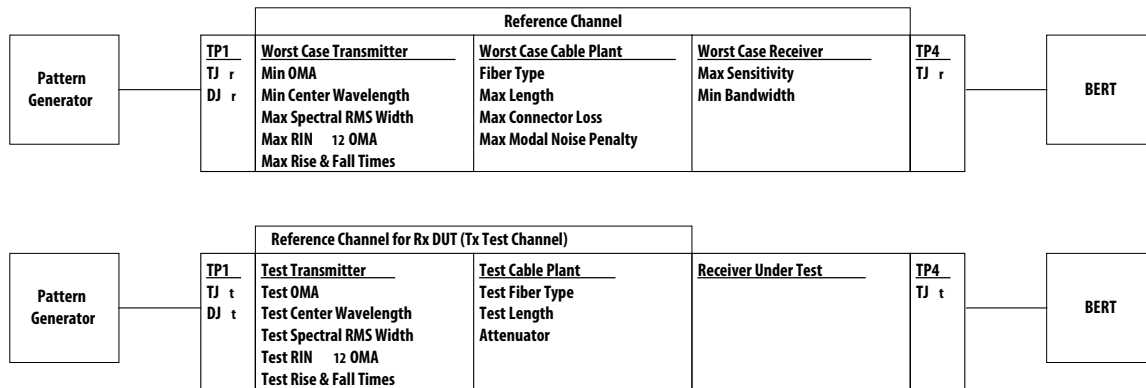 Reference Channel
Pattern
Generator
TP1
TJ r
DJ r
Worst Case Transmitter
Min OMA
Min Center Wavelength
Max Spectral RMS Width
Max RIN 12 OMA
Max Rise & Fall Times
Worst Case Cable Plant
Fiber Type
Max Length
Max Connector Loss
Max Modal Noise Penalty
Worst Case Receiver
Max Sensitivity
Min Bandwidth
TP4
TJ r
BERT
Reference Channel for Rx DUT (Tx Test Channel)
Pattern
Generator
TP1
TJ t
DJ t
Test Transmitter
Test OMA
Test Center Wavelength
Test Spectral RMS Width
Test RIN 12 OMA
Test Rise & Fall Times
Test Cable Plant
Test Fiber Type
Test Length
Attenuator
Receiver Under Test
TP4
TJ t
BERT